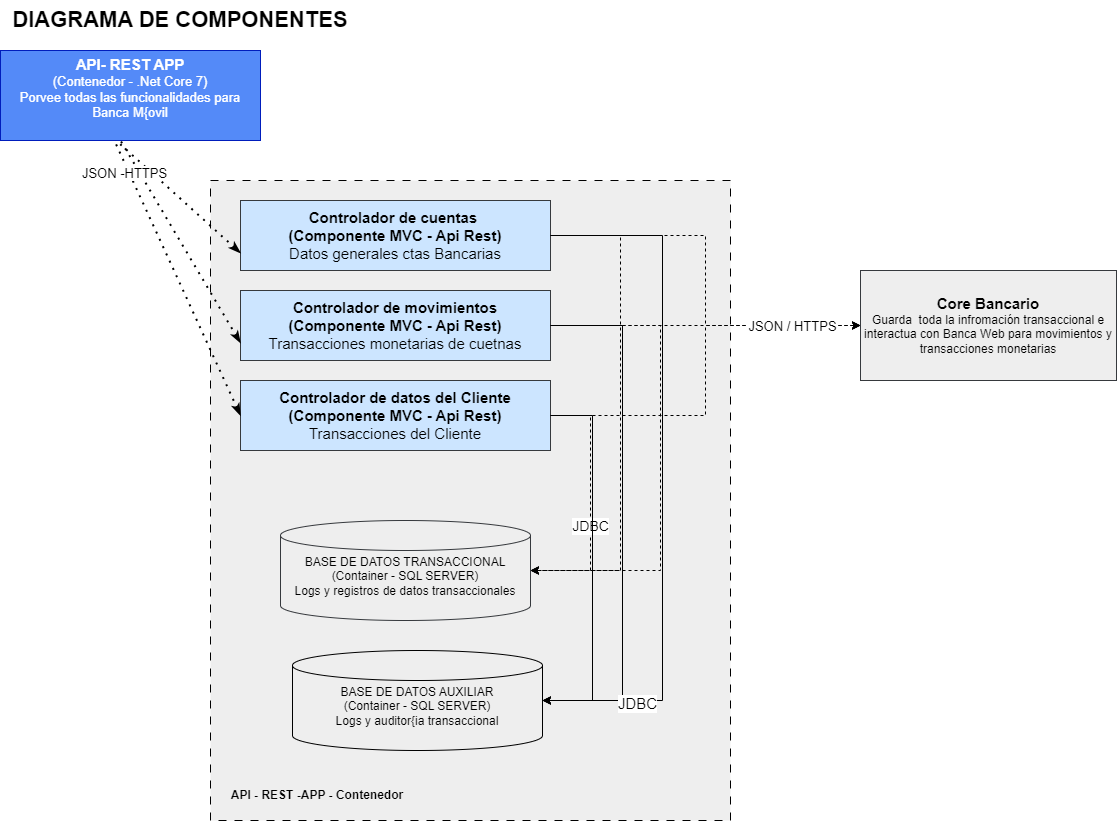 DIAGRAMA DE COMPONENTES
API- REST APP
(Contenedor - .Net Core 7)
Porvee todas las funcionalidades para
Banca M{ovil
JSON -HTTPS
Controlador de cuentas
(Componente MVC - Api Rest)
Datos generales ctas Bancarias
Controlador de movimientos
(Componente MVC - Api Rest)
Transacciones monetarias de cuetnas
JSON / HTTPS
Core Bancario
Guarda toda la infromación transaccional e
interactua con Banca Web para movimientos y
transacciones monetarias
Controlador de datos del Cliente
(Componente MVC - Api Rest)
Transacciones del Cliente
JDBC
BASE DE DATOS TRANSACCIONAL
(Container - SQL SERVER)
Logs y registros de datos transaccionales
BASE DE DATOS AUXILIAR
(Container - SQL SERVER)
Logs y auditor{ia transaccional
JDBC
API - REST -APP - Contenedor